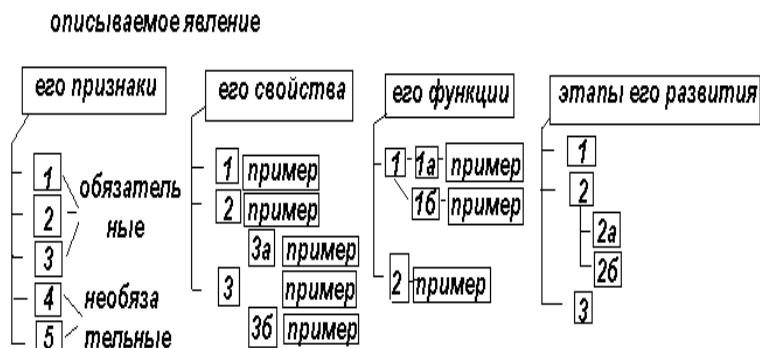 описываемое явление
его признаки
1
2
3
обязатель
ные
4
5
необяза
тельные
его свойства
1 пример
2 пример
3а пример
3 пример
3б пример
его функции
1 1а пример
1б пример
2 пример
этапы его развития
1
2
2а
2б
3